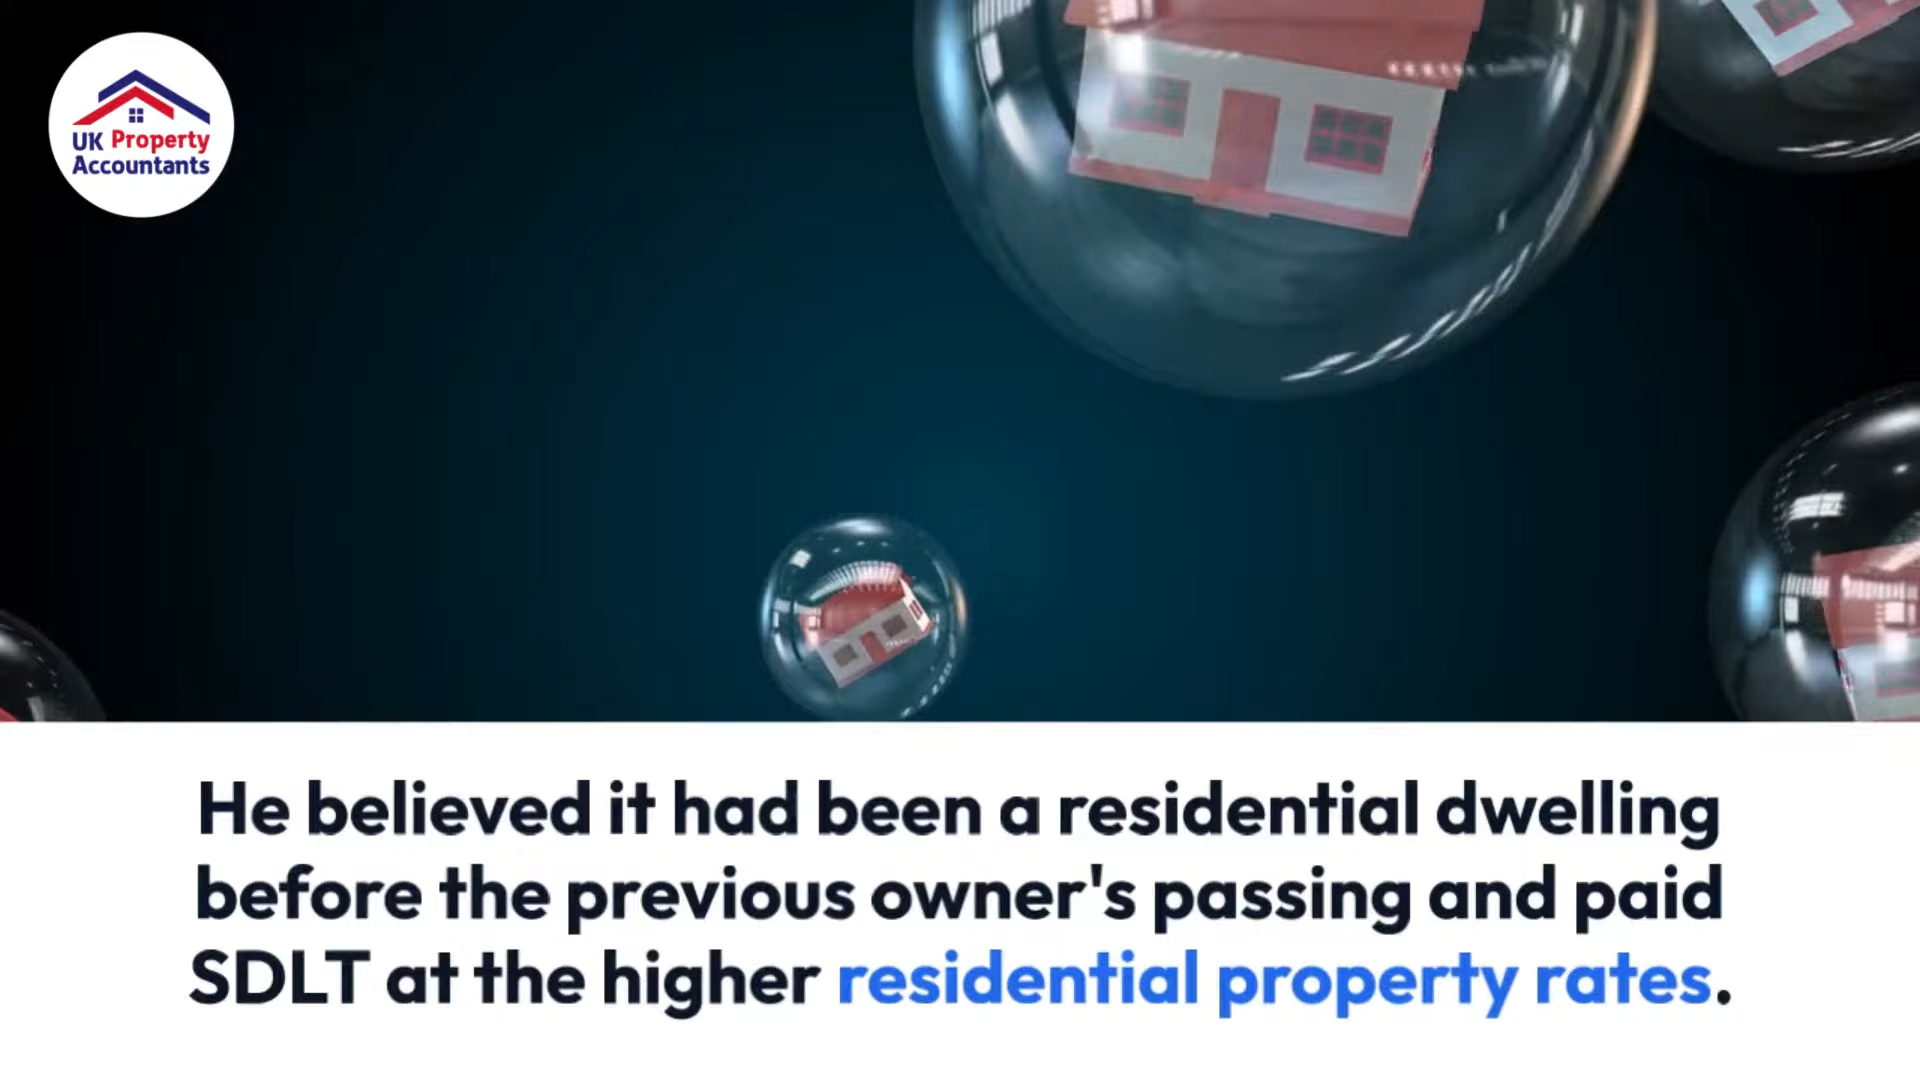 UK Property
Accountants
He believed it had been a residential dwelling
before the previous owner's passing and paid
SDLT at the higher residential property rates.